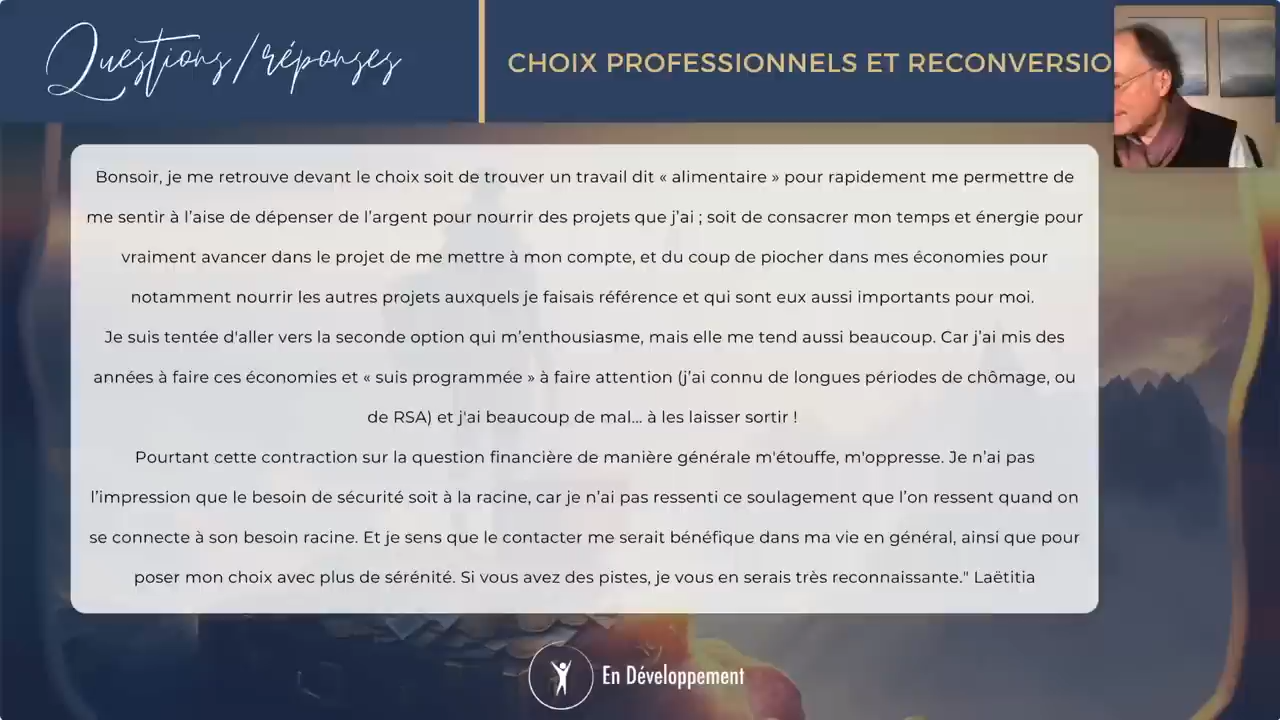 Questions/réponses
CHOIX PROFESSIONNELS ET RECONVERSIO
Bonsoir, je me retrouve devant le choix soit de trouver un travail dit « alimentaire » pour rapidement me permettre de
me sentir à l’aise de dépenser de l’argent pour nourrir des projets que j’ai ; soit de consacrer mon temps et énergie pour
vraiment avancer dans le projet de me mettre à mon compte, et du coup de piocher dans mes économies pour
notamment nourrir les autres projets auxquels je faisais référence et qui sont eux aussi importants pour moi.
Je suis tentée d'aller vers la seconde option qui m’enthousiasme, mais elle me tend aussi beaucoup. Car j’ai mis des
années à faire ces économies et « suis programmée » à faire attention (j’ai connu de longues périodes de chômage, ou
de RSA) et j'ai beaucoup de mal... à les laisser sortir !
Pourtant cette contraction sur la question financière de manière générale m'étouffe, m'oppresse. Je n’ai pas
l’impression que le besoin de sécurité soit à la racine, car je n’ai pas ressenti ce soulagement que l’on ressent quand on
se connecte à son besoin racine. Et je sens que le contacter me serait bénéfique dans ma vie en général, ainsi que pour
poser mon choix avec plus de sérénité. Si vous avez des pistes, je vous en serais très reconnaissante." Laëtitia
En Développement